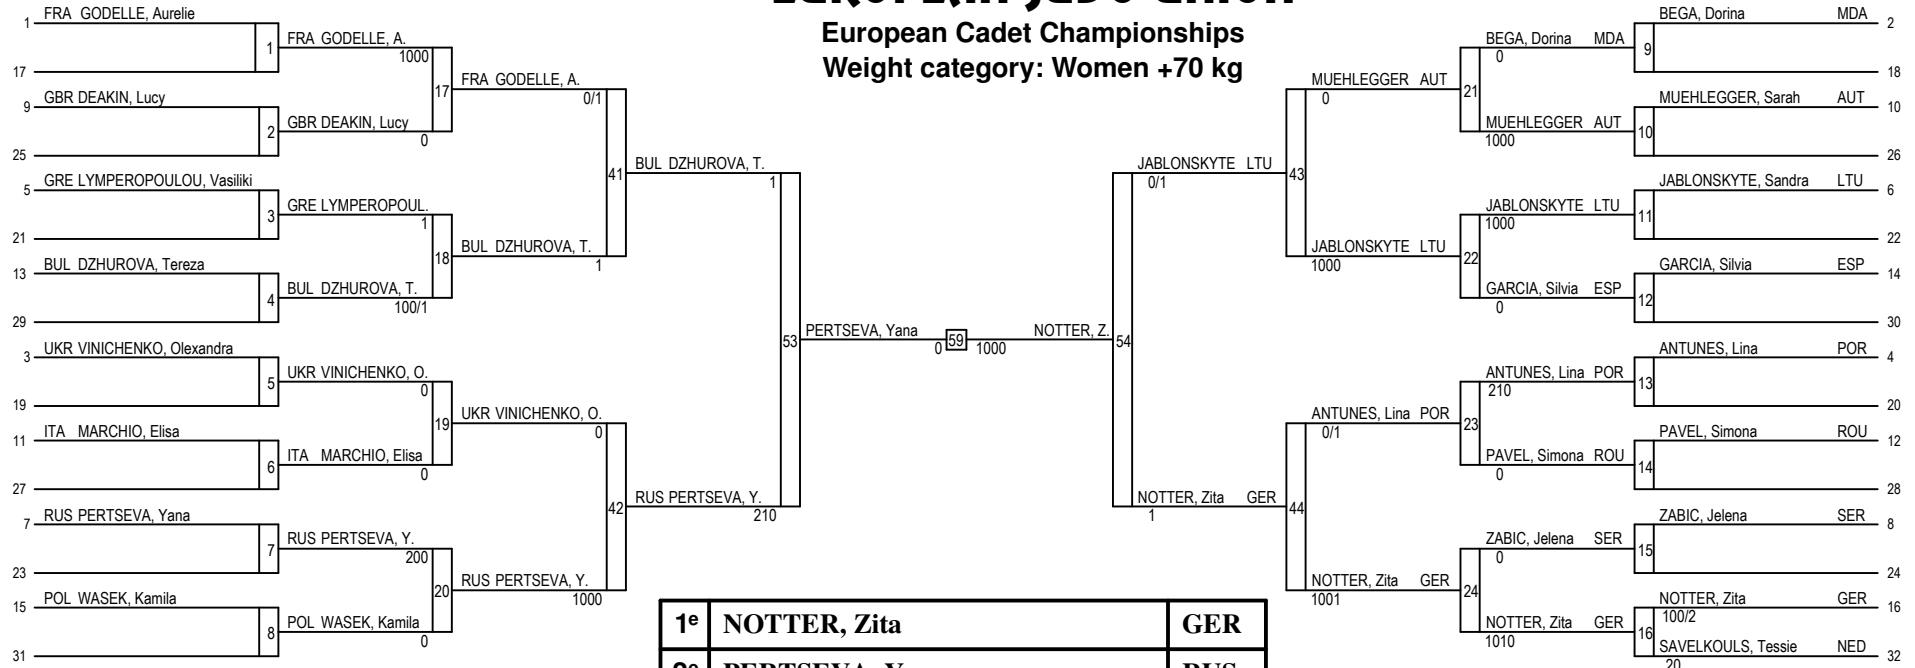 EUROPEAN JUDO UNION
European Cadet Championships
Weight category: Women +70 kg
1 FRA GODELLE, Aurelie
17
1
9 GBR DEAKIN, Lucy
25
2
5 GRE LYMPEROPOULOU, Vasiliki
21
3
13 BUL DZHUROVA, Tereza
29
4
3 UKR VINICHENKO, Olexandra
19
5
11 ITA MARCHIO, Elisa
27
6
7 RUS PERTSEVA, Yana
23
7
15 POL WASEK, Kamila
31
8
FRA GODELLE, A.
1000
17
GBR DEAKIN, Lucy
0
GRE LYMPEROPOUL.
1
18
BUL DZHUROVA, T.
100/1
UKR VINICHENKO, O.
0
19
ITA MARCHIO, Elisa
0
RUS PERTSEVA, Y.
200
20
POL WASEK, Kamila
0
FRA GODELLE, A.
0/1
41
BUL DZHUROVA, T.
1
UKR VINICHENKO, O.
0
42
RUS PERTSEVA, Y.
1000
BUL DZHUROVA, T.
1
53
RUS PERTSEVA, Y.
210
PERTSEVA, Yana
0 59 1000
NOTTER, Z.
54
JABLONSKYTE LTU
0/1
NOTTER, Zita GER
1
MUEHLEGGER AUT
0
43
JABLONSKYTE LTU
1000
ANTUNES, Lina POR
0/1
44
NOTTER, Zita GER
1001
BEGA, Dorina MDA
0
21
MUEHLEGGER AUT
1000
JABLONSKYTE LTU
1000
22
GARCIA, Silvia ESP
0
ANTUNES, Lina POR
210
23
PAVEL, Simona ROU
0
ZABIC, Jelena SER
0
24
NOTTER, Zita GER
1010
BEGA, Dorina MDA 2
9
18
MUEHLEGGER, Sarah AUT 10
10
26
JABLONSKYTE, Sandra LTU 6
11
22
GARCIA, Silvia ESP 14
12
30
ANTUNES, Lina POR 4
13
20
PAVEL, Simona ROU 12
14
28
ZABIC, Jelena SER 8
15
24
NOTTER, Zita GER 16
100/2
16
SAVELKOULS, Tessie NED 32
20
1e NOTTER, Zita GER
2e PERTSEVA, Y RUS